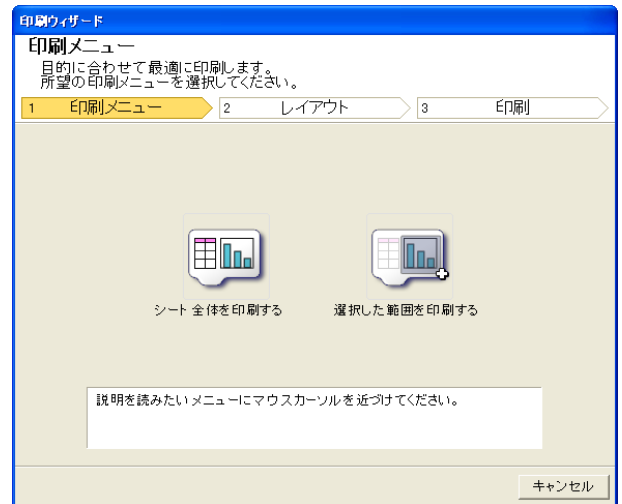 印刷ウィザード
印刷メニュー
目的に合わせて最適に印刷します。
所望の印刷メニューを選択してください。
1 印刷メニュー 2 レイアウト 3 印刷
シート全体を印刷する 選択した範囲を印刷する
説明を読みたいメニューにマウスカーソルを近づけてください。
キャンセル